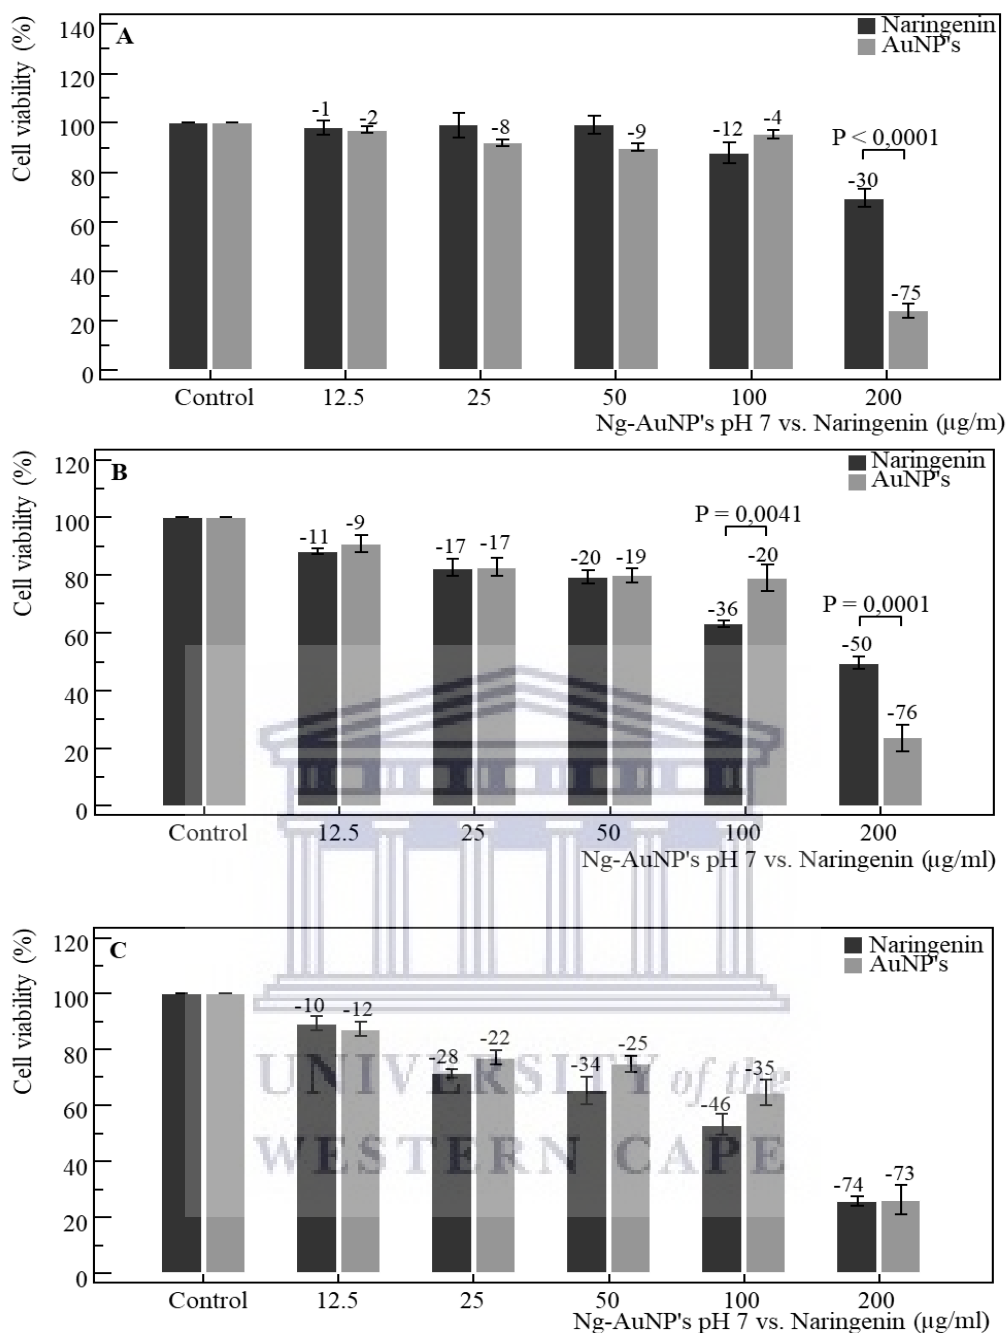 A
Naringenin
AuNP's
Cell viability (%)
140
120
100
80
60
40
20
0
-1
-2
-8
-9
-12
-4
-30
-75
P < 0,0001
Control 12.5 25 50 100 200
Ng-AuNP's pH 7 vs. Naringenin (µg/m)
B
Naringenin
AuNP's
Cell viability (%)
120
100
80
60
40
20
0
-11
-9
-17
-17
-20
-19
-36
-20
-50
-76
P = 0,0041
P = 0,0001
Control 12.5 25 50 100 200
Ng-AuNP's pH 7 vs. Naringenin (µg/ml)
C
Naringenin
AuNP's
Cell viability (%)
120
100
80
60
40
20
0
-10
-12
-28
-22
-34
-25
-46
-35
-74
-73
UNIVERSITY of the
WESTERN CAPE
Control 12.5 25 50 100 200
Ng-AuNP's pH 7 vs. Naringenin (µg/ml)